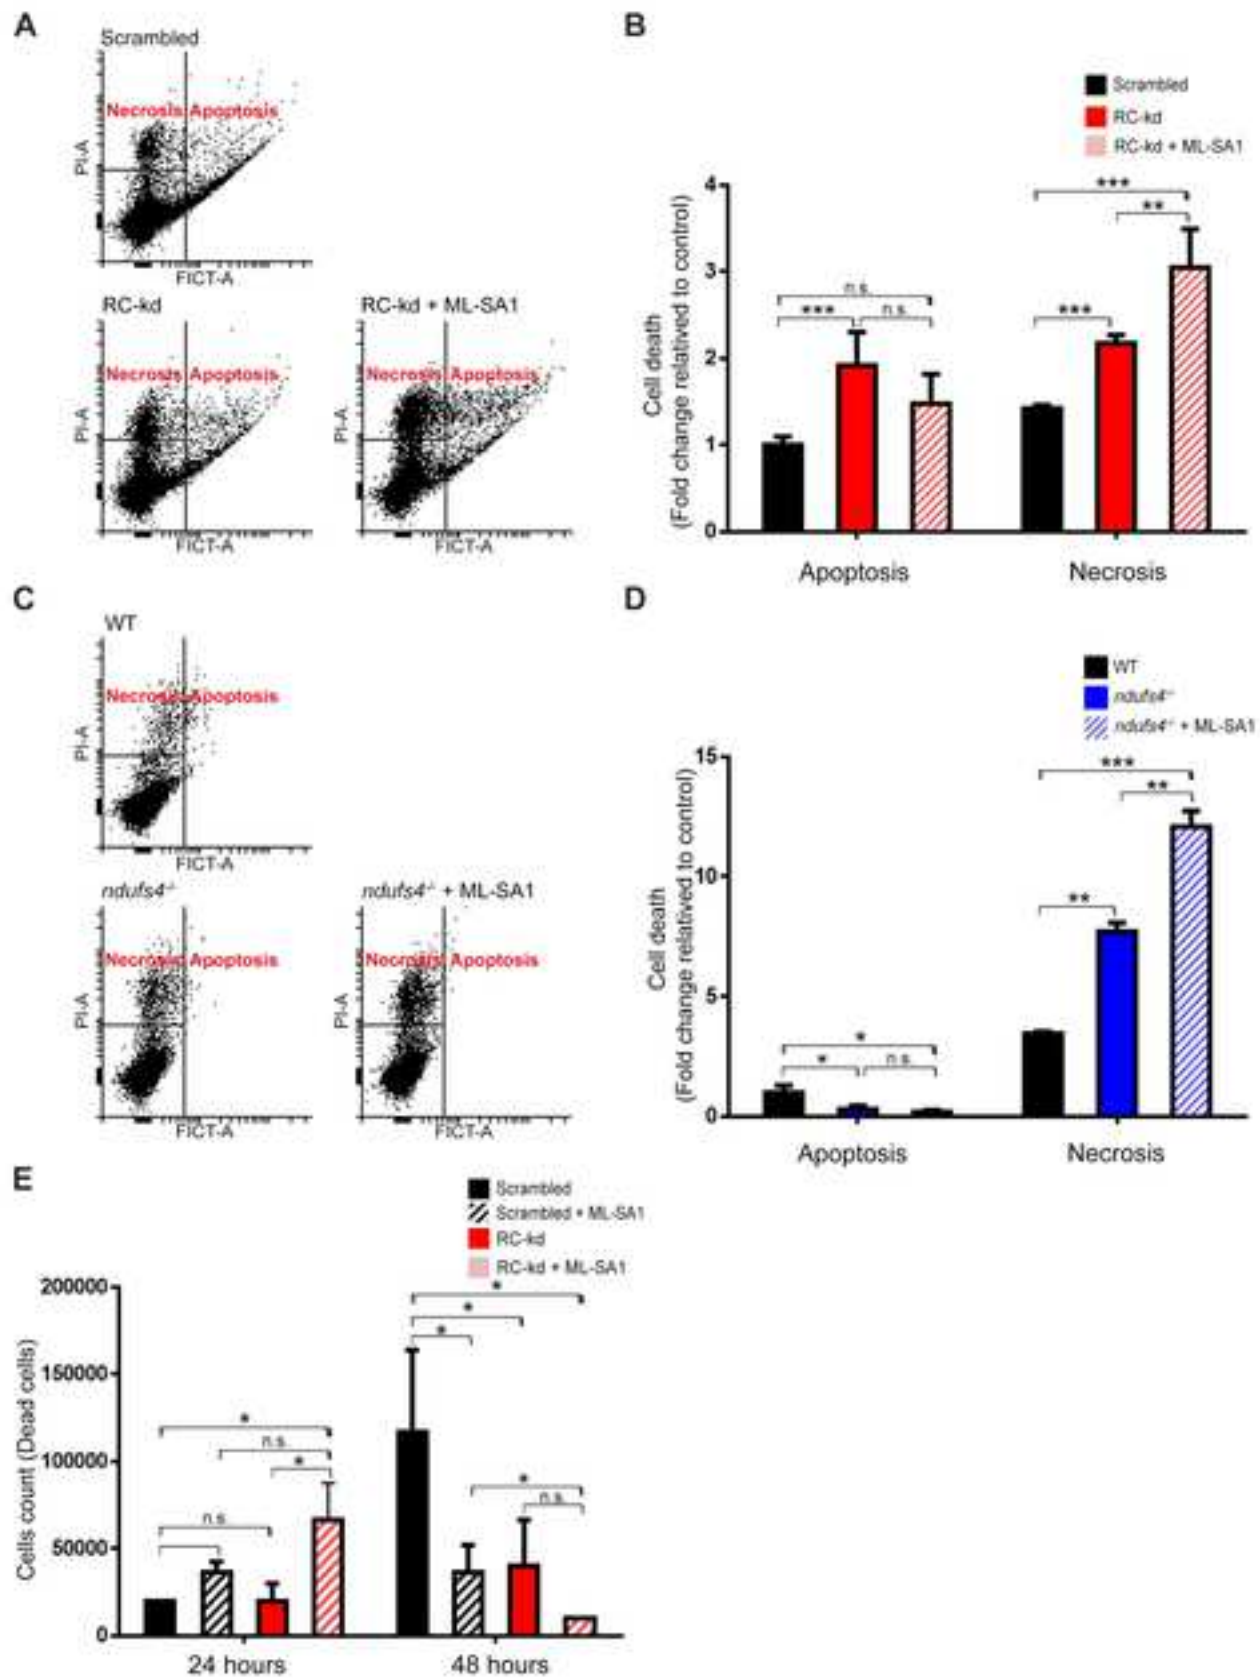 A
Scrambled
Necrosis Apoptosis
PI-A
FICT-A
RC-kd
Necrosis Apoptosis
PI-A
FICT-A
RC-kd + ML-SA1
Necrosis Apoptosis
PI-A
FICT-A
B
Scrambled
RC-kd
RC-kd + ML-SA1
Cell death
(Fold change relatived to control)
4
3
2
1
0
n.s.
*** n.s.
***
**
***
Apoptosis Necrosis
C
WT
Necrosis Apoptosis
PI-A
FICT-A
ndufs4-/-
Necrosis Apoptosis
PI-A
FICT-A
ndufs4-/- + ML-SA1
Necrosis Apoptosis
PI-A
FICT-A
D
WT
ndufs4-/-
ndufs4-/- + ML-SA1
Cell death
(Fold change relatived to control)
15
10
5
0
*
* n.s.
***
**
**
Apoptosis Necrosis
E
Scrambled
Scrambled + ML-SA1
RC-kd
RC-kd + ML-SA1
Cells count (Dead cells)
200000
150000
100000
50000
0
*
n.s.
*
n.s.
*
*
*
*
n.s.
24 hours 48 hours